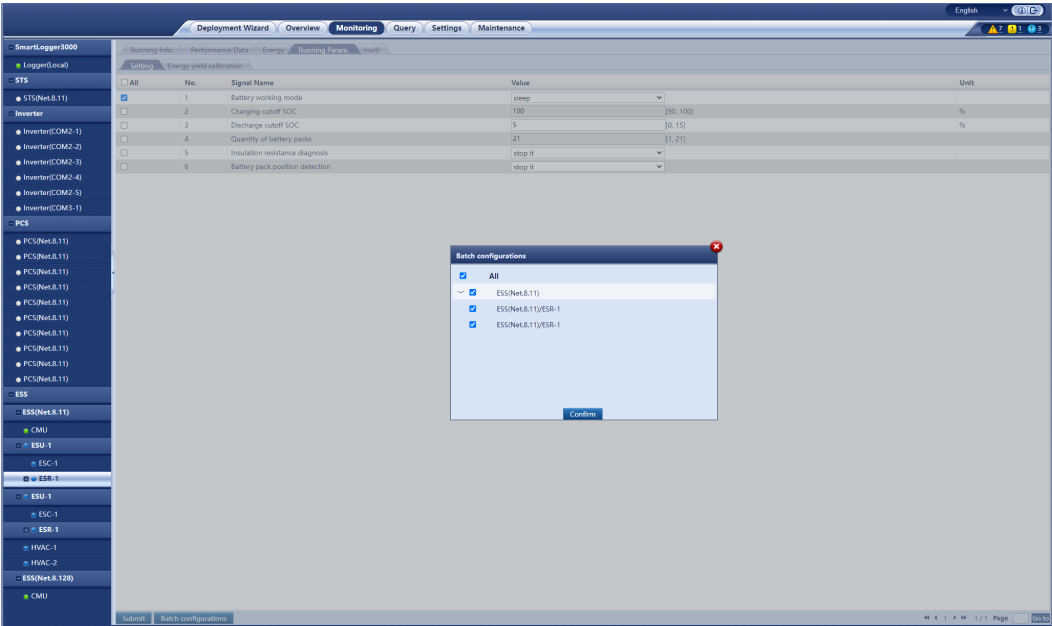 English
Deployment Wizard Overview Monitoring Query Settings Maintenance
7 1 3
SmartLogger3000
Logger(Local)
STS
STS(Net.8.11)
Inverter
Inverter(COM2-1)
Inverter(COM2-2)
Inverter(COM2-3)
Inverter(COM2-4)
Inverter(COM2-5)
Inverter(COM3-1)
PCS
PCS(Net.8.11)
PCS(Net.8.11)
PCS(Net.8.11)
PCS(Net.8.11)
PCS(Net.8.11)
PCS(Net.8.11)
PCS(Net.8.11)
PCS(Net.8.11)
PCS(Net.8.11)
PCS(Net.8.11)
ESS
ESS(Net.8.11)
CMU
ESU-1
ESC-1
ESR-1
ESU-1
ESC-1
ESR-1
HVAC-1
HVAC-2
ESS(Net.8.128)
CMU
Running Info. Performance Data Energy Running Param. (null)
Setting Energy yield calibration
All No. Signal Name Value Unit
1 Battery working mode sleep
2 Charging cutoff SOC 100 [90, 100] %
3 Discharge cutoff SOC 5 [0, 15] %
4 Quantity of battery packs 21 [1, 21]
5 Insulation resistance diagnosis stop it
6 Battery pack position detection stop it
Batch configurations
All
ESS(Net.8.11)
ESS(Net.8.11)/ESR-1
ESS(Net.8.11)/ESR-1
Confirm
Submit Batch configurations 1 1/1 Page Go to